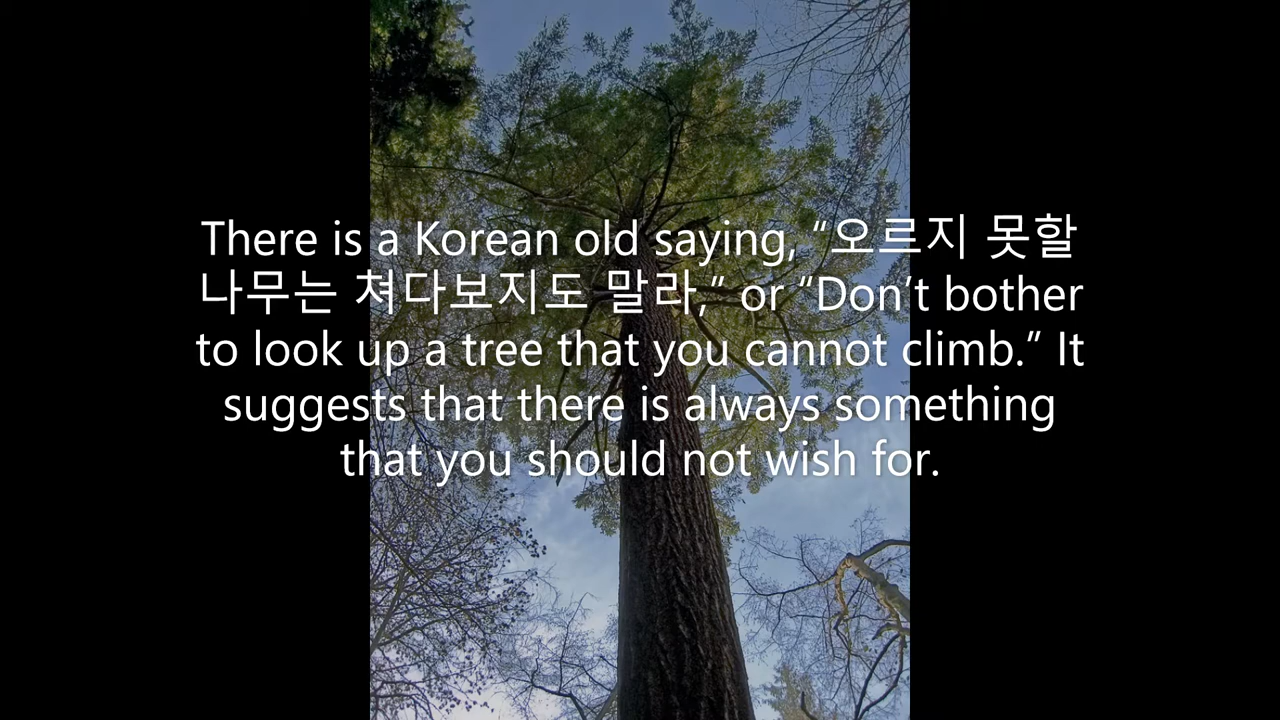 There is a Korean old saying, “오르지 못할
나무는 쳐다보지도 말라,” or “Don’t bother
to look up a tree that you cannot climb.” It
suggests that there is always something
that you should not wish for.